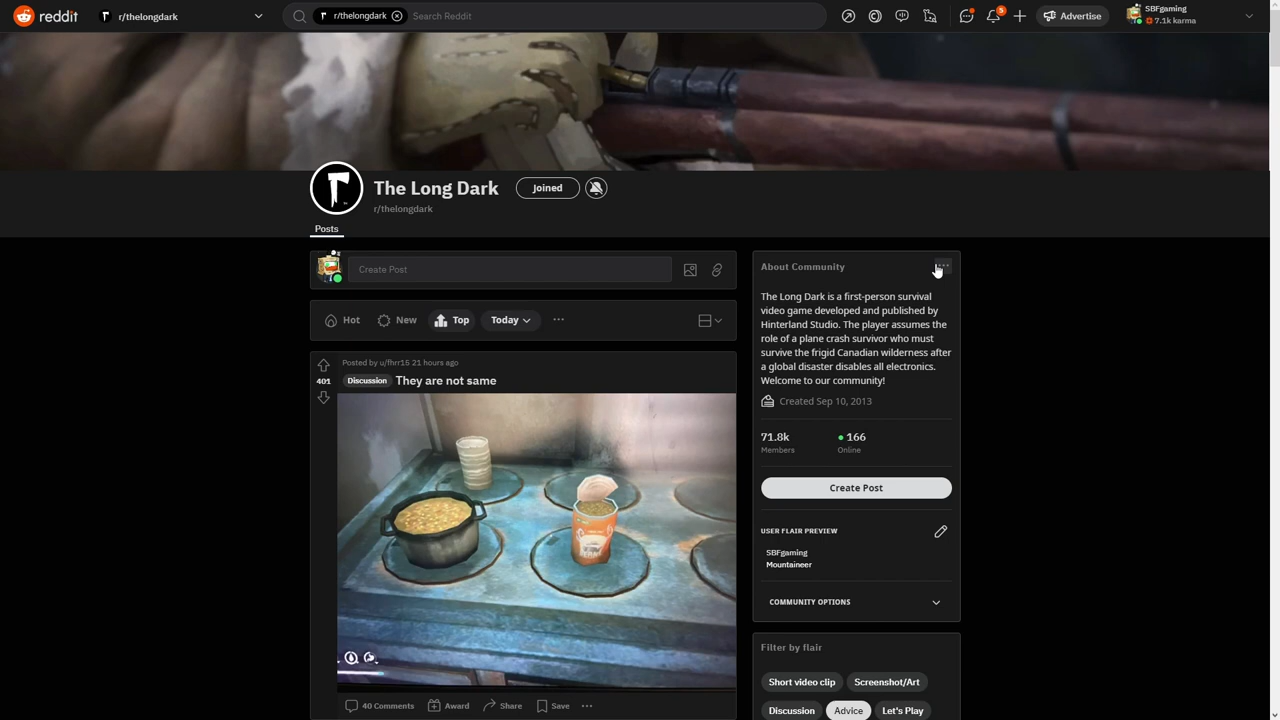 reddit
r/thelongdark
r/thelongdark
Search Reddit
5
Advertise
SBFgaming
7.1k karma
The Long Dark
Joined
r/thelongdark
Posts
Create Post
Hot
New
Top
Today
Posted by u/fhrr15 21 hours ago
401
Discussion
They are not same
40 Comments
Award
Share
Save
About Community
The Long Dark is a first-person survival
video game developed and published by
Hinterland Studio. The player assumes the
role of a plane crash survivor who must
survive the frigid Canadian wilderness after
a global disaster disables all electronics.
Welcome to our community!
Created Sep 10, 2013
71.8k
Members
166
Online
Create Post
USER FLAIR PREVIEW
SBFgaming
Mountaineer
COMMUNITY OPTIONS
Filter by flair
Short video clip
Screenshot/Art
Discussion
Advice
Let's Play